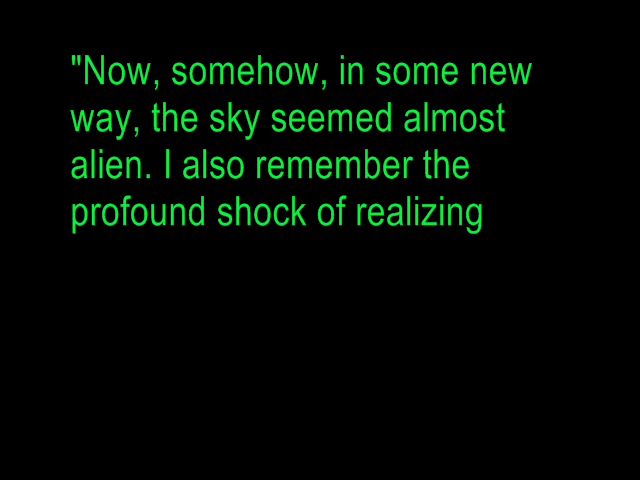 "Now, somehow, in some new
way, the sky seemed almost
alien. I also remember the
profound shock of realizing